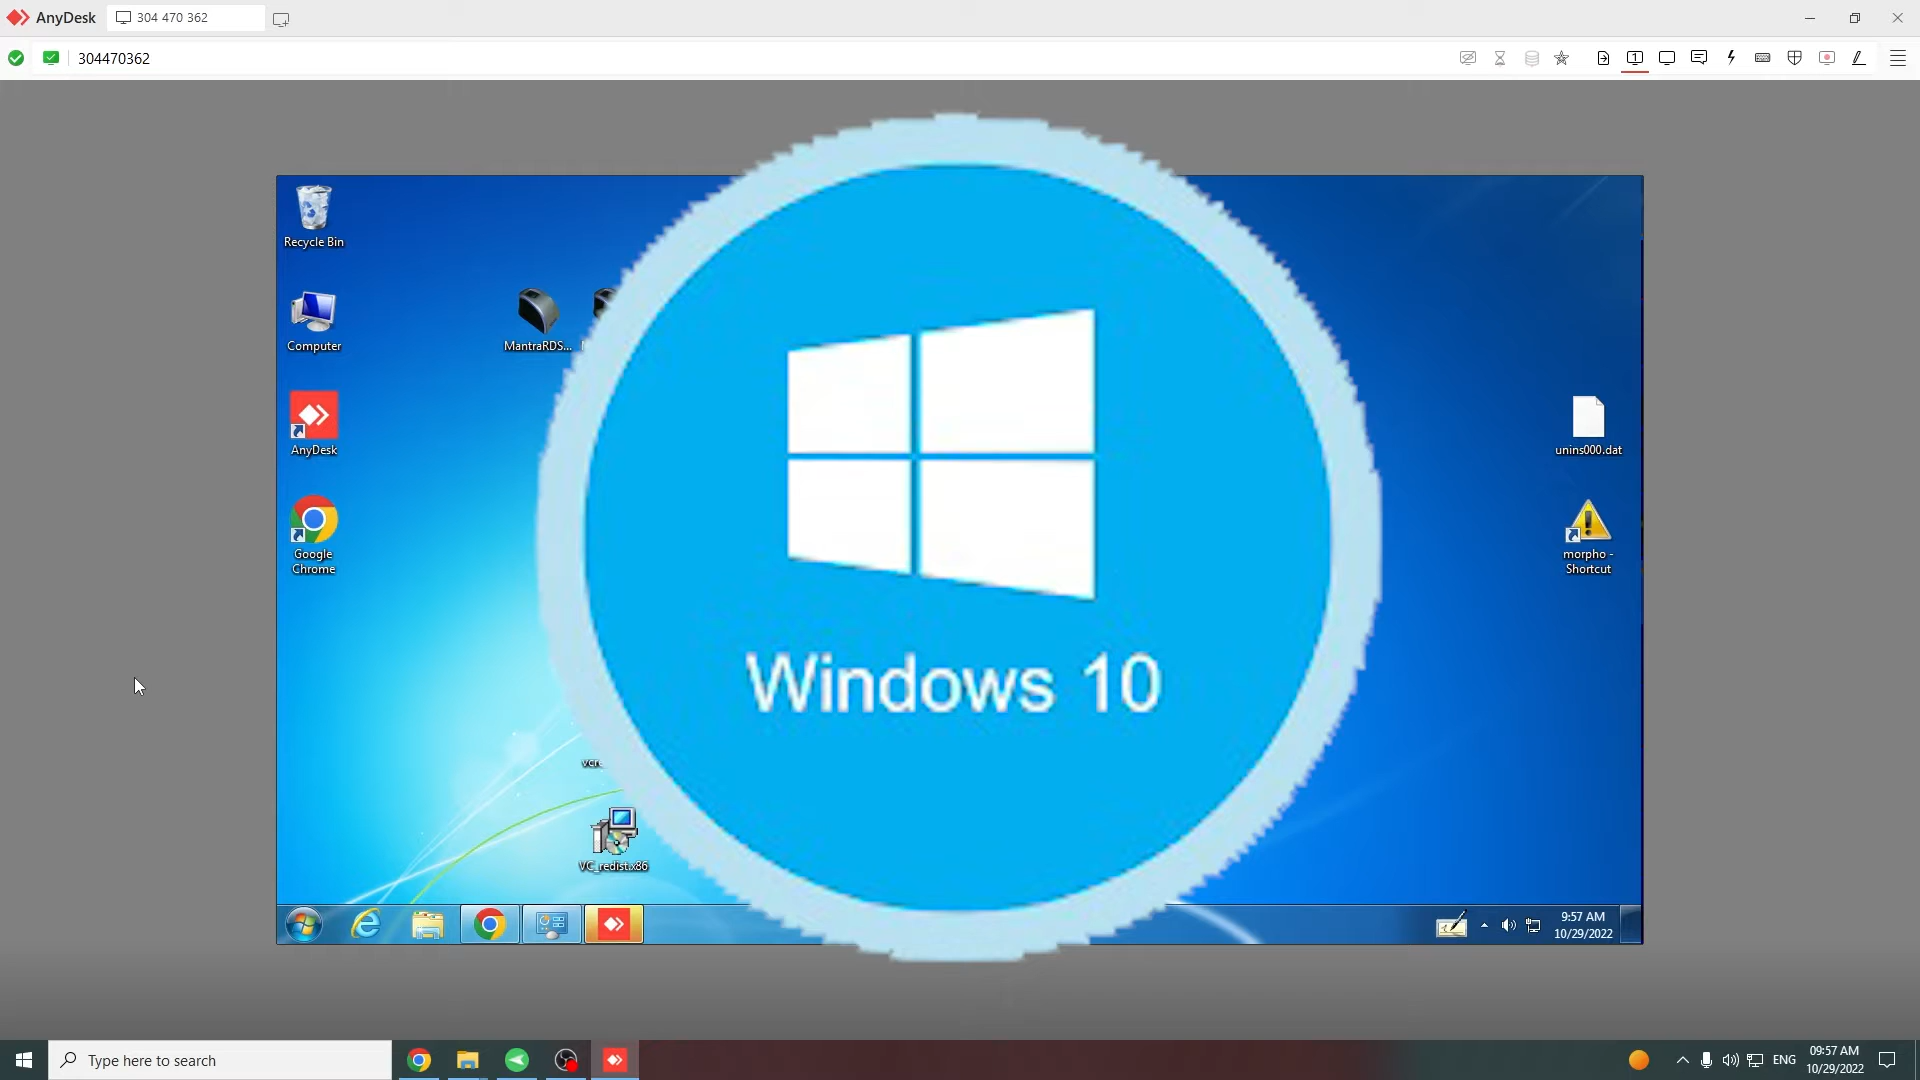 AnyDesk
304 470 362
304470362
1
Recycle Bin
Computer
MantraRDS...
AnyDesk
unins000.dat
Google
Chrome
morpho -
Shortcut
Windows 10
VC_redist.x86
9:57 AM
10/29/2022
Type here to search
ENG
09:57 AM
10/29/2022